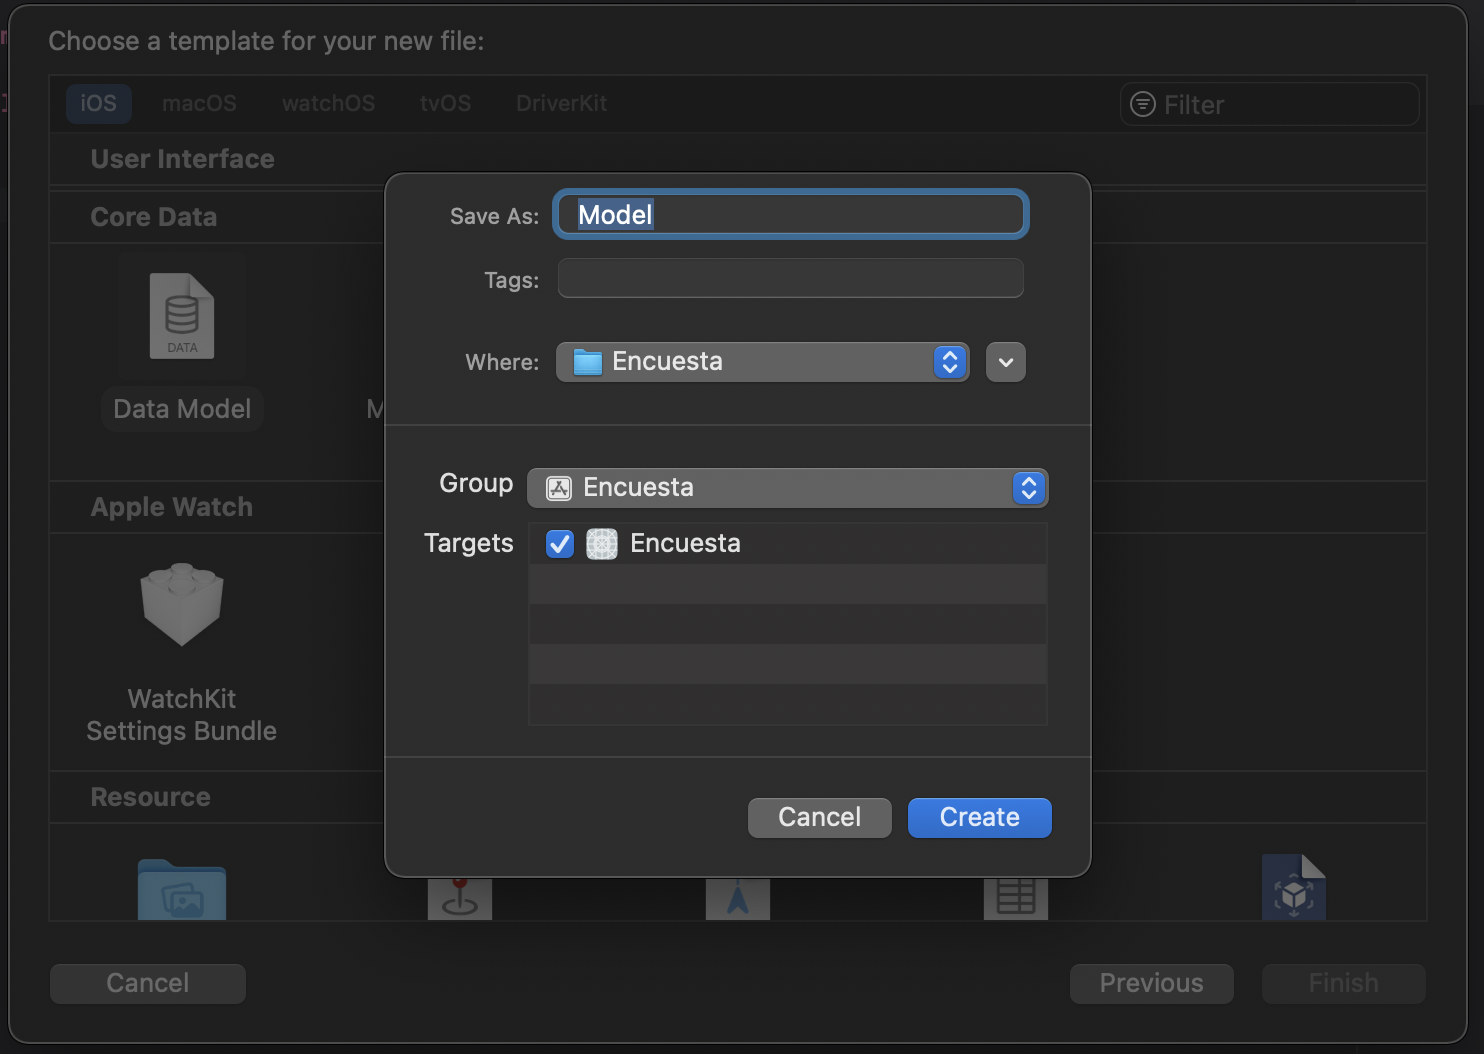 Choose a template for your new file:
iOS macOS watchOS tvOS DriverKit
Filter
User Interface
Core Data
DATA
Data Model
M
Apple Watch
WatchKit
Settings Bundle
Resource
Save As: Model
Tags:
Where: Encuesta
Group Encuesta
Targets Encuesta
Cancel Create
Cancel Previous Finish